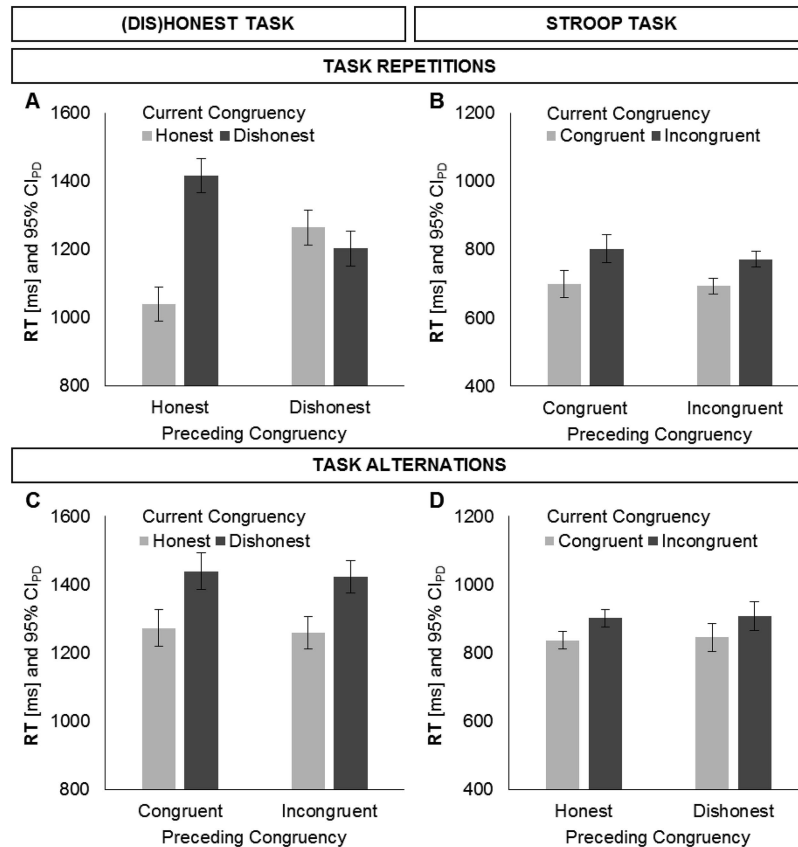 (DIS)HONEST TASK
STROOP TASK
TASK REPETITIONS
A
Current Congruency
Honest Dishonest
RT [ms] and 95% CIPD
1600
1400
1200
1000
800
Honest Dishonest
Preceding Congruency
B
Current Congruency
Congruent Incongruent
RT [ms] and 95% CIPD
1200
1000
800
600
400
Congruent Incongruent
Preceding Congruency
TASK ALTERNATIONS
C
Current Congruency
Honest Dishonest
RT [ms] and 95% CIPD
1600
1400
1200
1000
800
Congruent Incongruent
Preceding Congruency
D
Current Congruency
Congruent Incongruent
RT [ms] and 95% CIPD
1200
1000
800
600
400
Honest Dishonest
Preceding Congruency